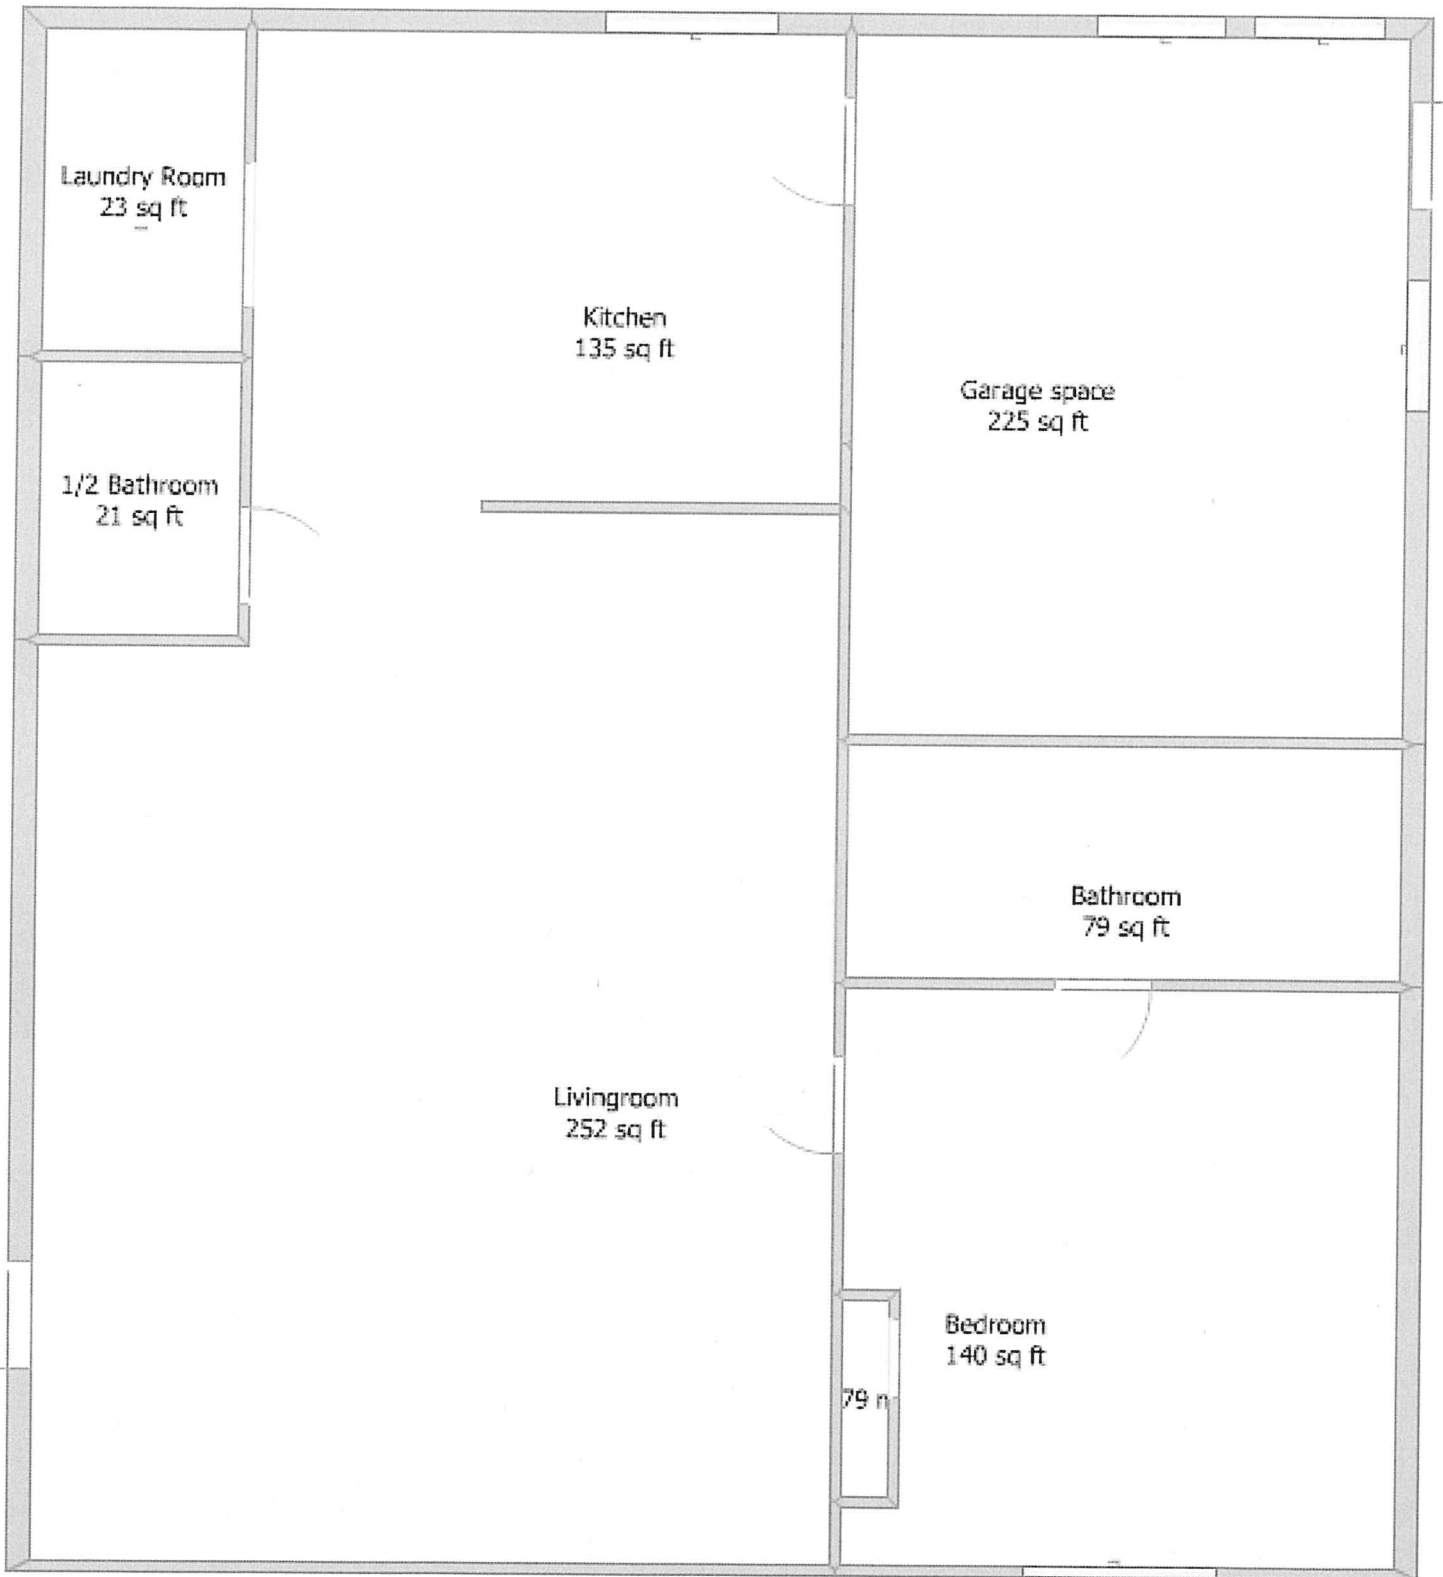 Laundry Room
23 sq ft
Kitchen
135 sq ft
Garage space
225 sq ft
1/2 Bathroom
21 sq ft
Bathroom
79 sq ft
Livingroom
252 sq ft
Bedroom
140 sq ft
79